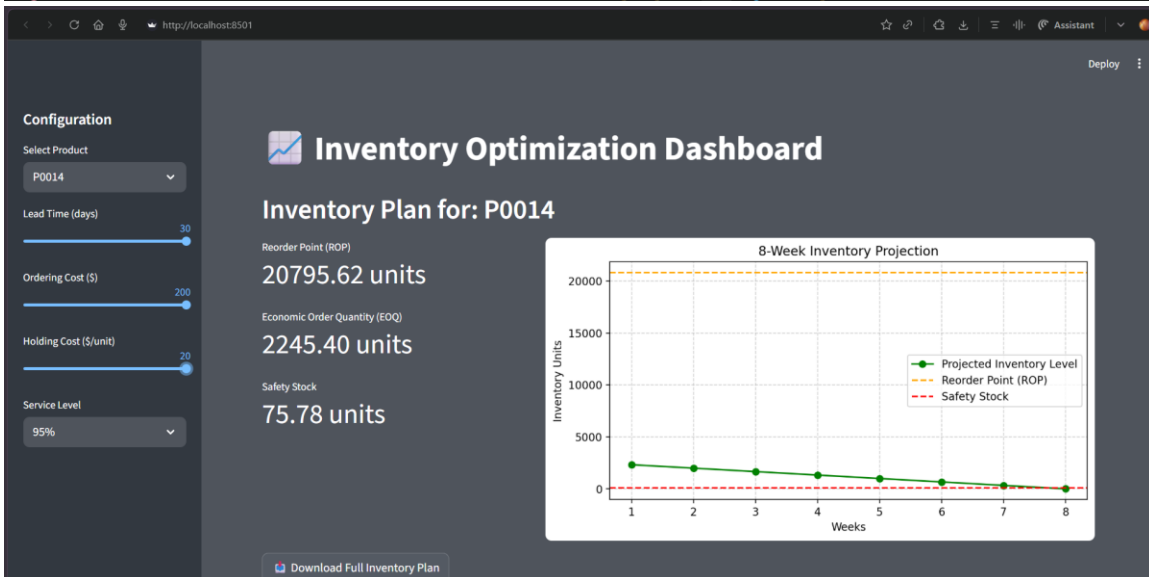 http://localhost:8501
Assistant
Deploy
Configuration
Select Product
P0014
Lead Time (days)
30
Ordering Cost ($)
200
Holding Cost ($/unit)
20
Service Level
95%
Inventory Optimization Dashboard
Inventory Plan for: P0014
Reorder Point (ROP)
20795.62 units
Economic Order Quantity (EOQ)
2245.40 units
Safety Stock
75.78 units
8-Week Inventory Projection
Inventory Units
20000
15000
10000
5000
0
Projected Inventory Level
Reorder Point (ROP)
Safety Stock
1 2 3 4 5 6 7 8
Weeks
Download Full Inventory Plan